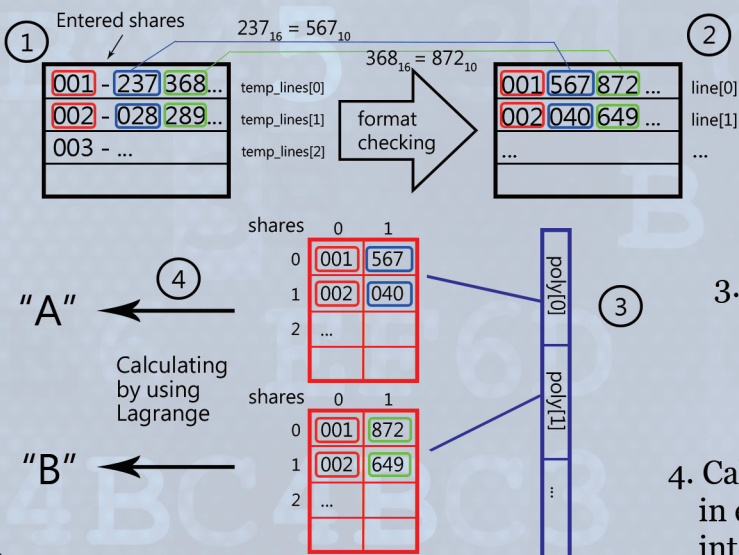 1
Entered shares
237₁₆ = 567₁₀
368₁₆ = 872₁₀
2
001 - 237 368... temp_lines[0]
002 - 028 289... temp_lines[1]
003 - ... temp_lines[2]
format
checking
001 567 872 ... line[0]
002 040 649 ... line[1]
... ...
shares 0 1
0 001 567
1 002 040
2 ...
poly[0]
poly[1]
...
3
4
"A"
Calculating
by using
Lagrange
shares 0 1
0 001 872
1 002 649
2 ...
"B"
3.
4. Ca
in e
int